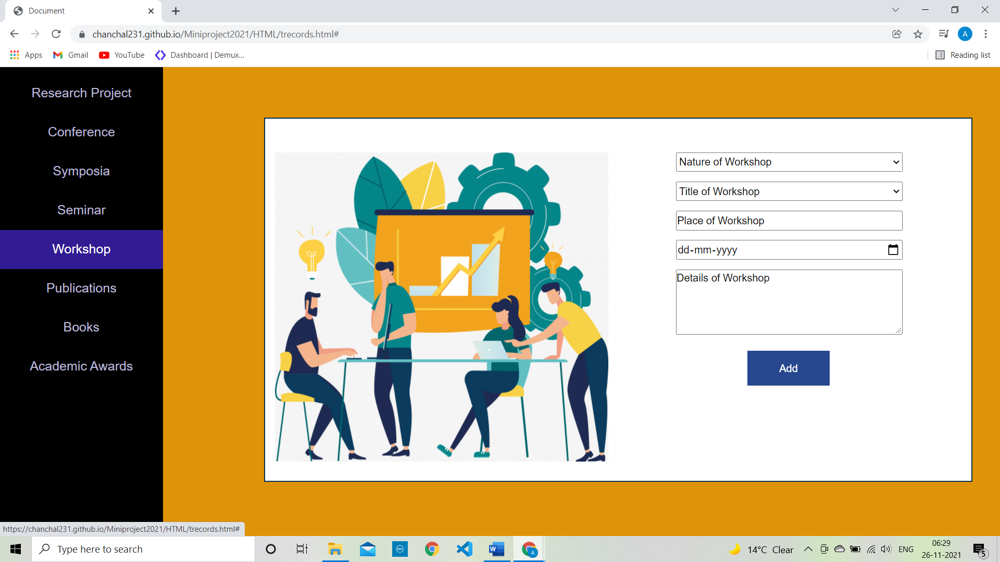 Document
chanchal231.github.io/Miniproject2021/HTML/trecords.html#
A
Apps
Gmail
YouTube
Dashboard | Demux...
Reading list
Research Project
Conference
Symposia
Seminar
Workshop
Publications
Books
Academic Awards
Nature of Workshop
Title of Workshop
Place of Workshop
dd-mm-yyyy
Details of Workshop
Add
https://chanchal231.github.io/Miniproject2021/HTML/trecords.html#
Type here to search
DELL
W
A
14°C Clear
ENG
06:29
26-11-2021
5